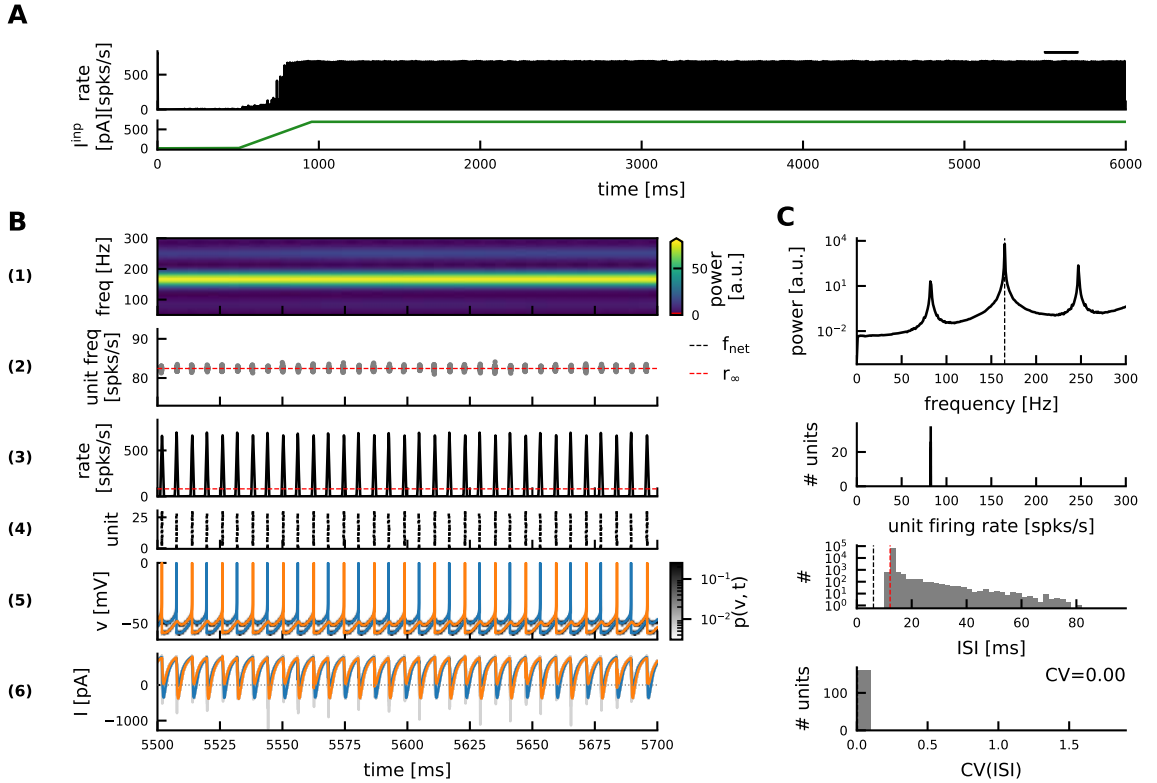 A
rate
[spks/s]
500
0
I^inp
[pA]
500
0
0 1000 2000 3000 4000 5000 6000
time [ms]
B
(1)
freq [Hz]
300
200
100
50
0
power
[a.u.]
(2)
unit freq
[spks/s]
90
80
f_net
r_∞
(3)
rate
[spks/s]
500
0
(4)
unit
25
0
(5)
v [mV]
0
−50
10^−1
10^−2
p(v, t)
(6)
I [pA]
0
−1000
5500 5525 5550 5575 5600 5625 5650 5675 5700
time [ms]
C
power [a.u.]
10^4
10^1
10^−2
0 50 100 150 200 250 300
frequency [Hz]
# units
20
0
0 50 100 150 200 250 300
unit firing rate [spks/s]
#
10^5
10^4
10^3
10^2
10^1
10^0
0 20 40 60 80
ISI [ms]
# units
100
0
CV=0.00
0.0 0.5 1.0 1.5
CV(ISI)